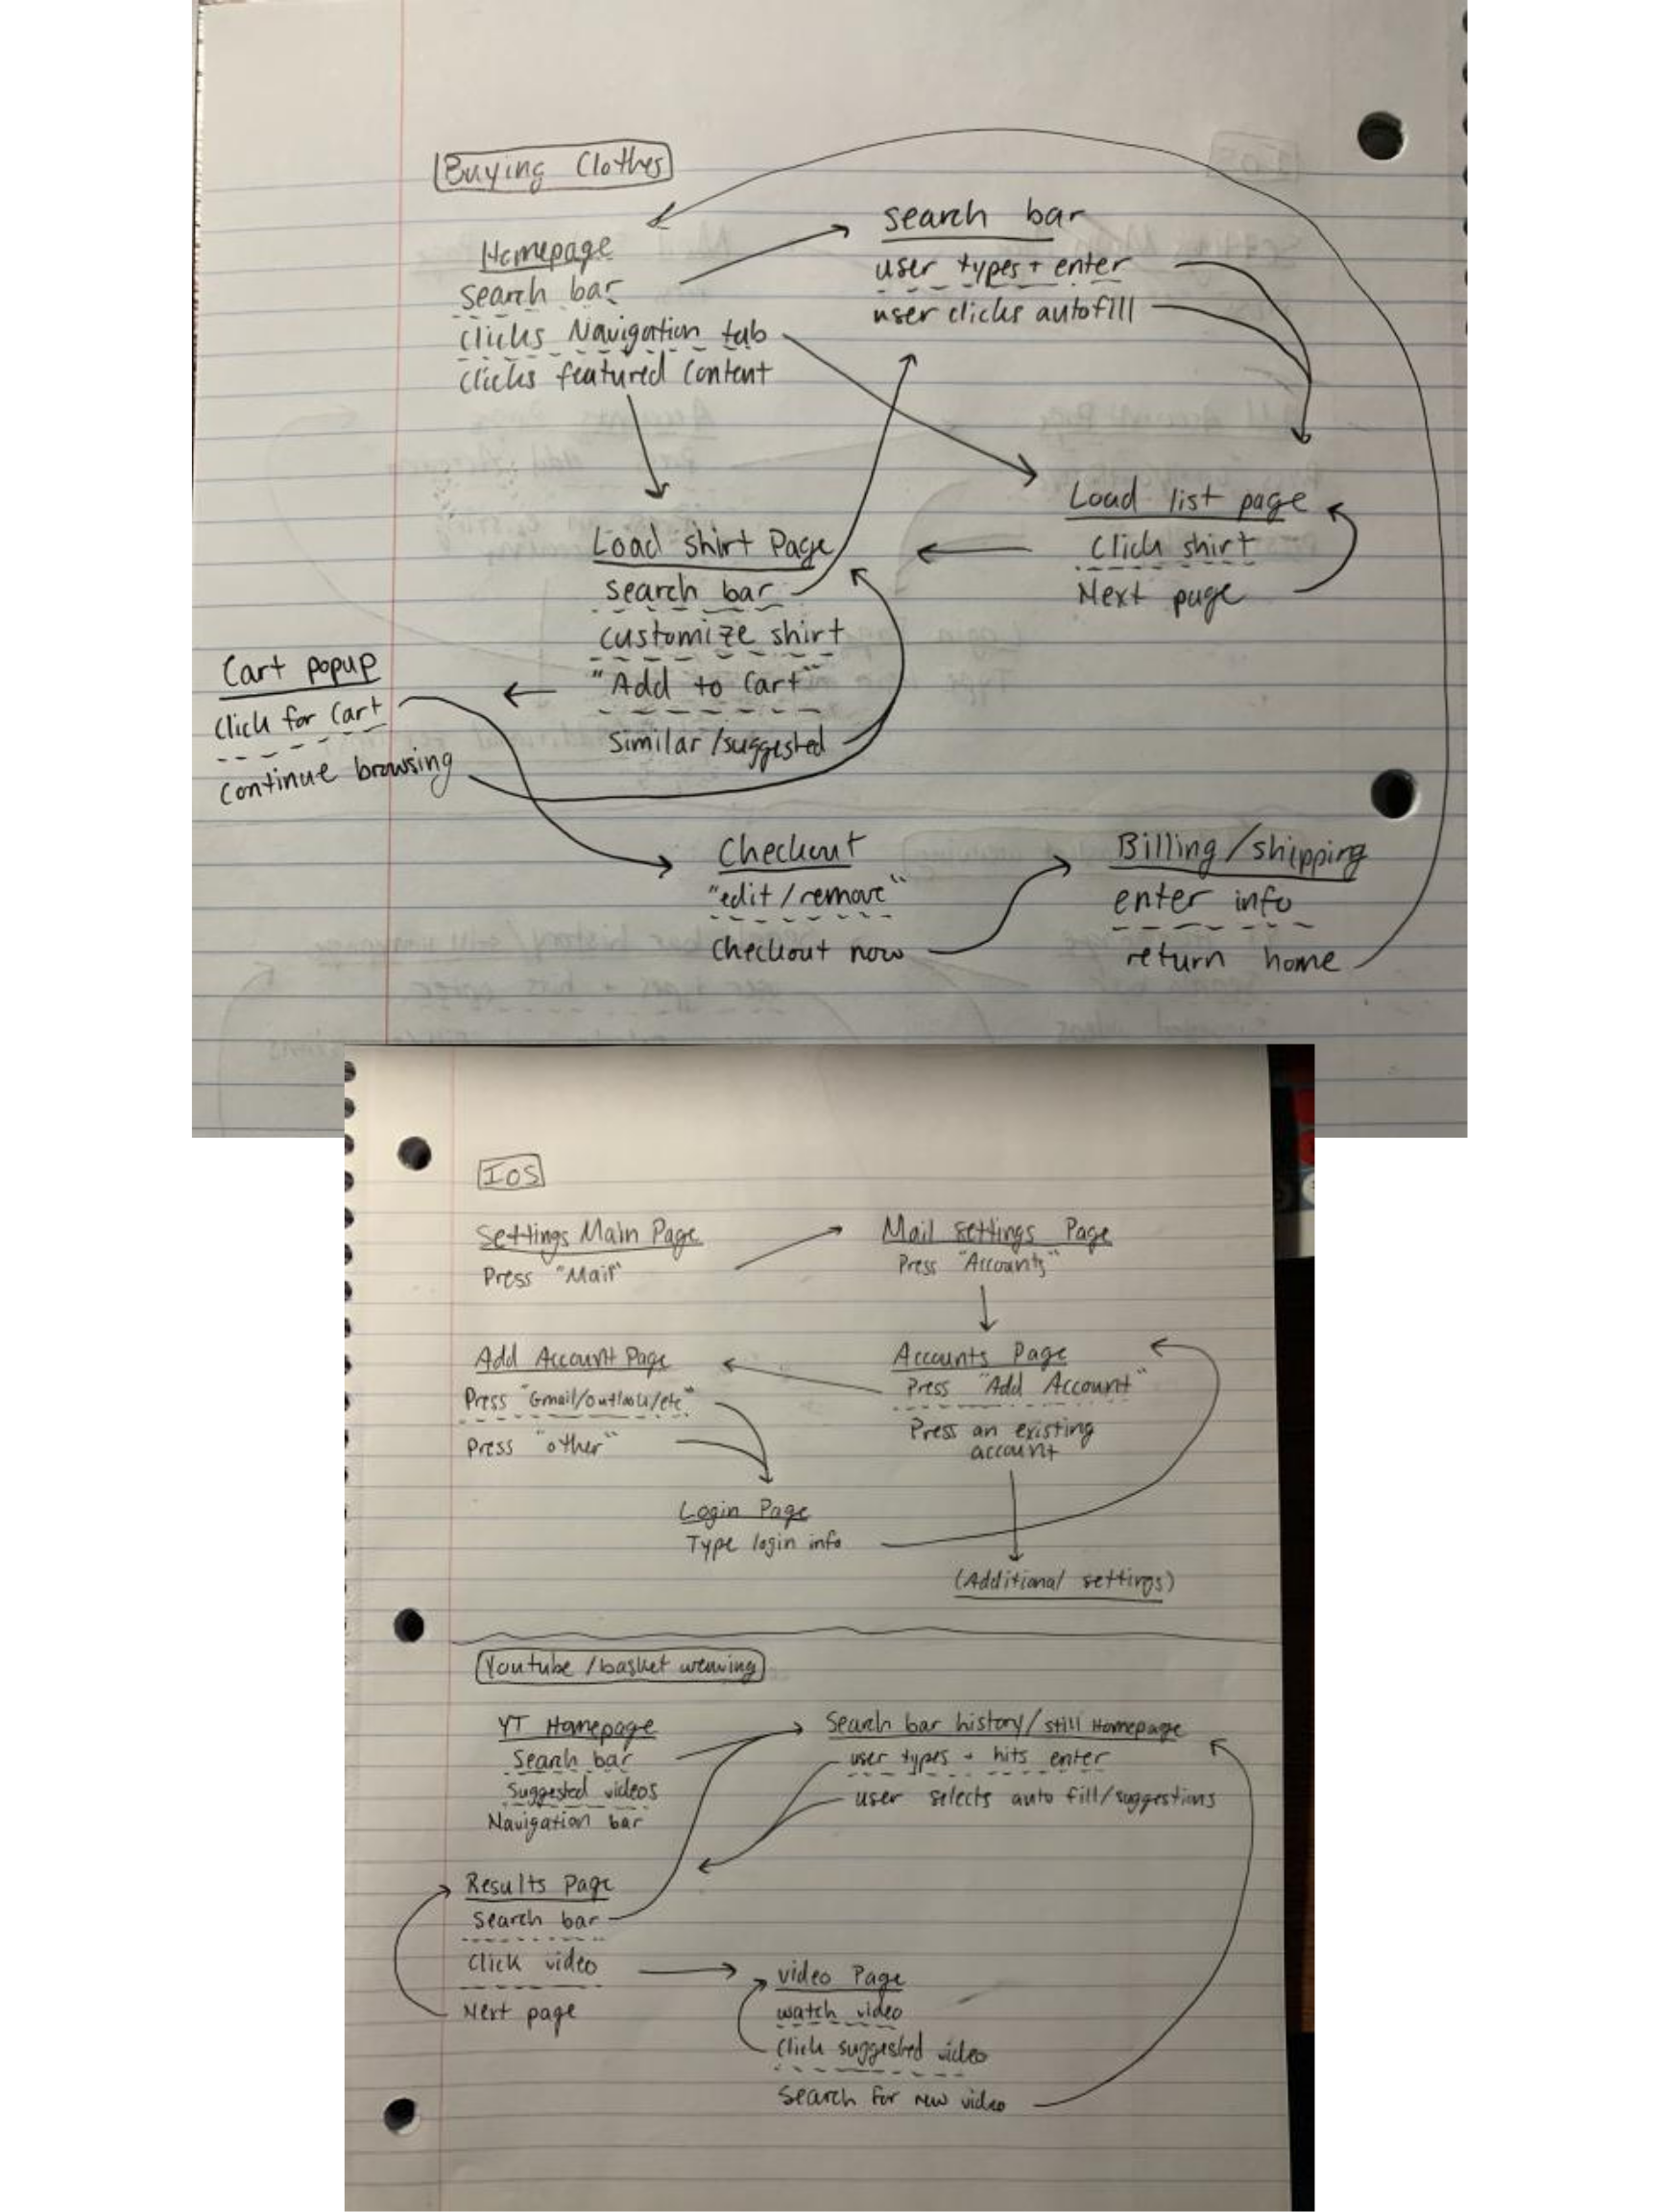 Buying Clothes
Homepage
Search bar
Clicks Navigation tab
Clicks featured Content
search bar
user types + enter
user clicks autofill
Load list page
Click shirt
Next page
Load shirt Page
search bar
customize shirt
"Add to Cart"
Similar/suggested
Cart popup
Click for Cart
Continue browsing
Checkout
"edit/remove"
Checkout now
Billing/shipping
enter info
return home
IOS
Settings Main Page
Press "Mail"
Mail settings Page
Press "Accounts"
Add Account Page
Press "Gmail/outlook/etc"
Press "other"
Accounts Page
Press "Add Account"
Press an existing
account
Login Page
Type login info
(Additional settings)
Youtube/basket weaving
YT Homepage
Search bar
Suggested videos
Navigation bar
Search bar history/still Homepage
user types + hits enter
user selects auto fill/suggestions
Results Page
Search bar
Click video
Next page
video Page
watch video
Click suggested video
Search for new video